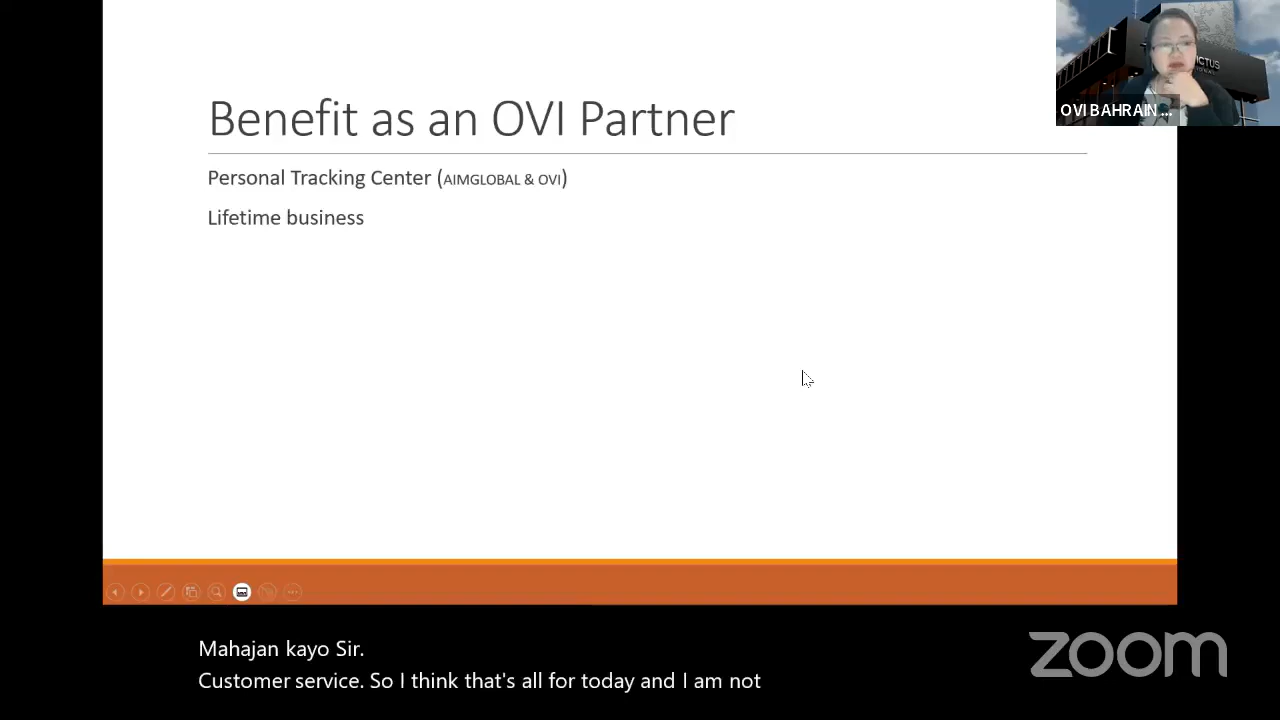 Benefit as an OVI Partner
Personal Tracking Center (AIMGLOBAL & OVI)
Lifetime business
OVI BAHRAIN ...
Mahajan kayo Sir.
Customer service. So I think that's all for today and I am not
zoom